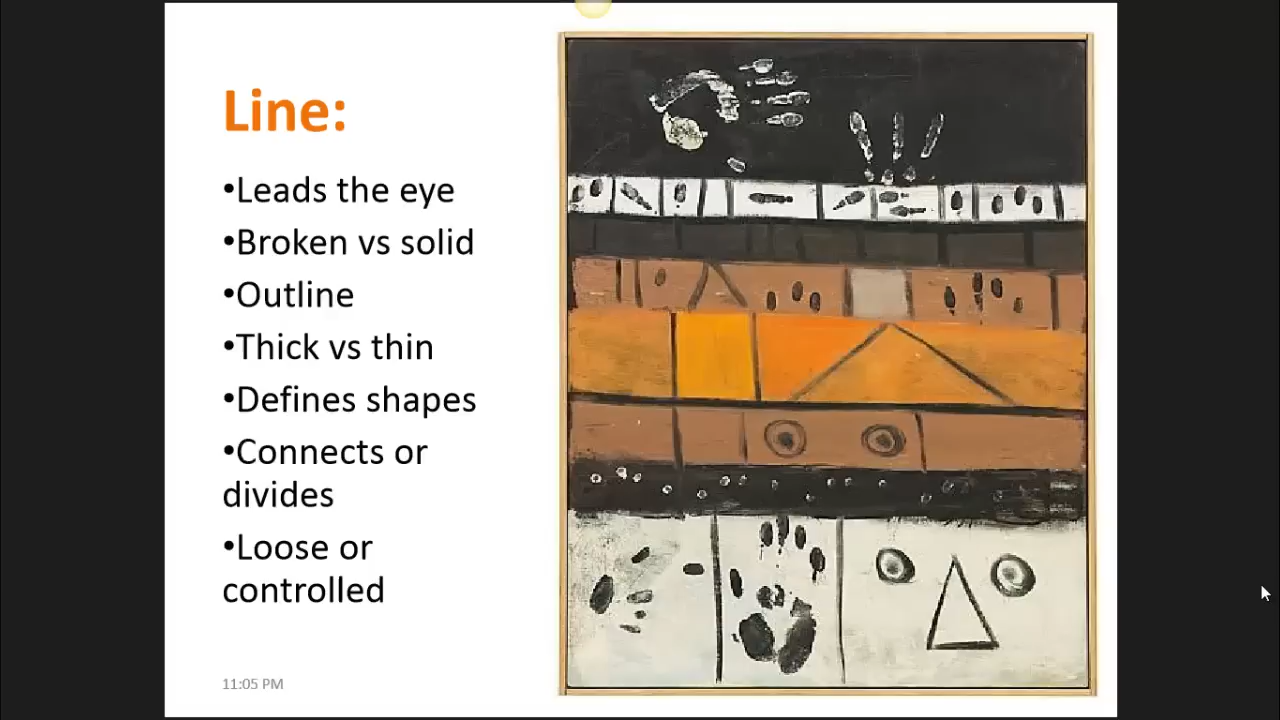 Line:
•Leads the eye
•Broken vs solid
•Outline
•Thick vs thin
•Defines shapes
•Connects or
divides
•Loose or
controlled
11:05 PM